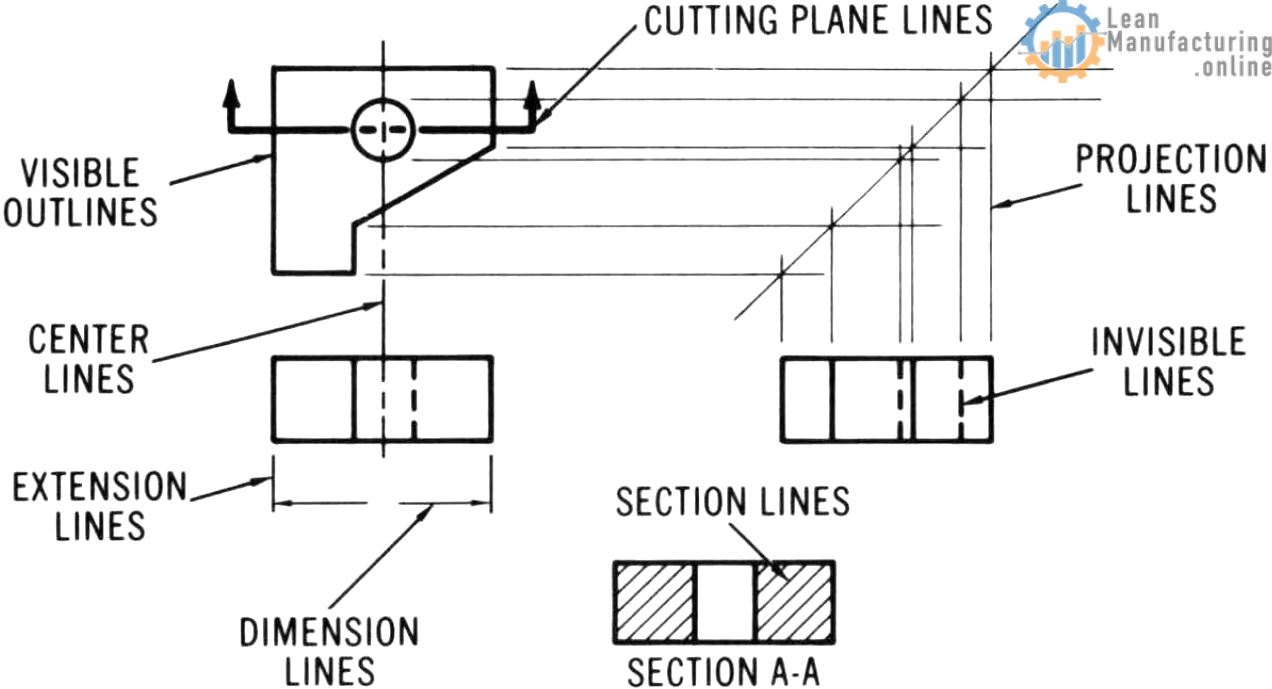 CUTTING PLANE LINES
Lean
Manufacturing
.online
VISIBLE
OUTLINES
PROJECTION
LINES
CENTER
LINES
INVISIBLE
LINES
EXTENSION
LINES
SECTION LINES
DIMENSION
LINES
SECTION A-A